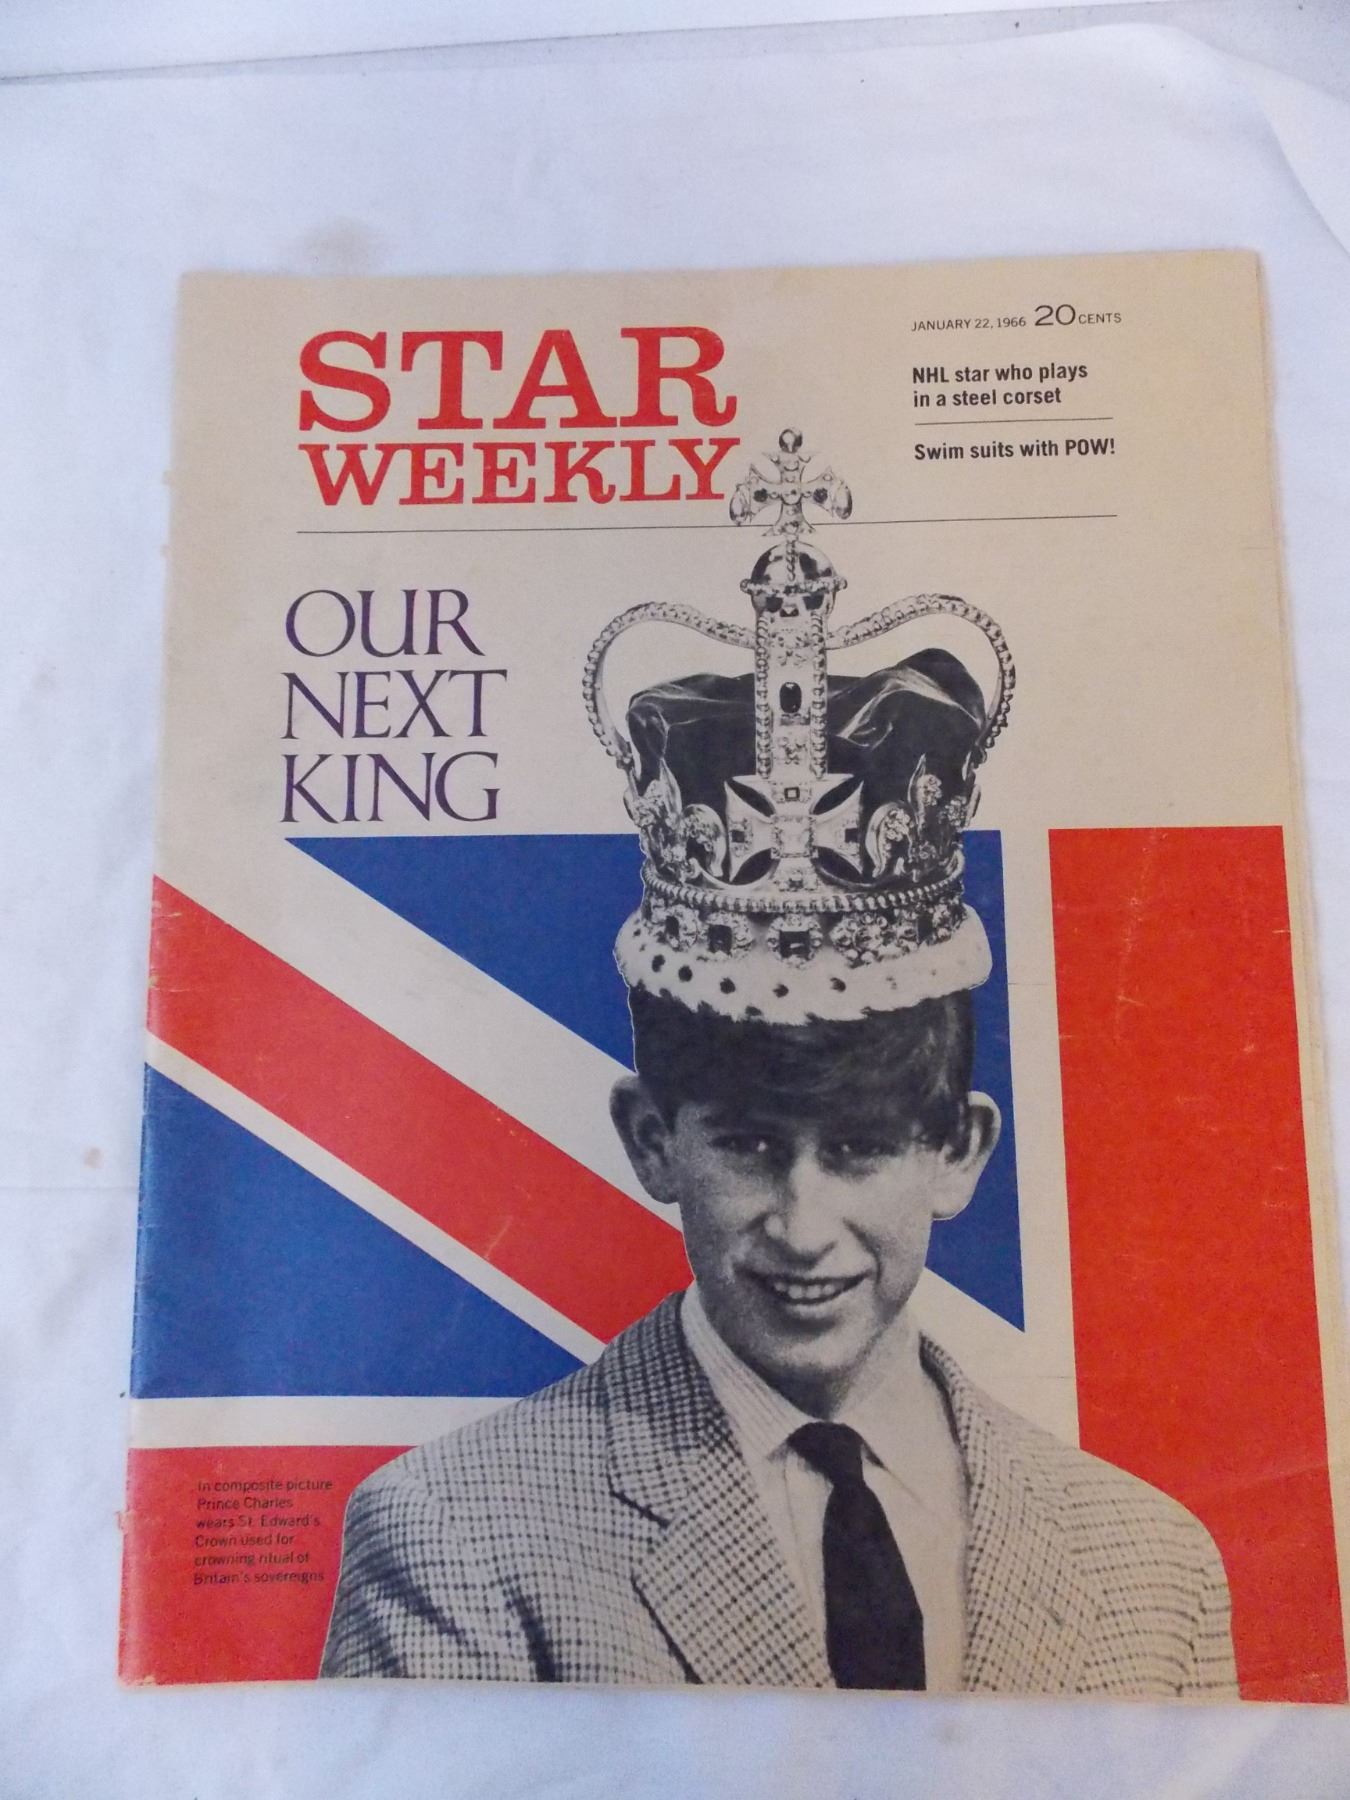 STAR
WEEKLY
JANUARY 22, 1966 20 CENTS
NHL star who plays
in a steel corset
Swim suits with POW!
OUR
NEXT
KING
In composite picture
Prince Charles
wears St. Edward's
Crown used for
crowning ritual of
Britain's sovereigns